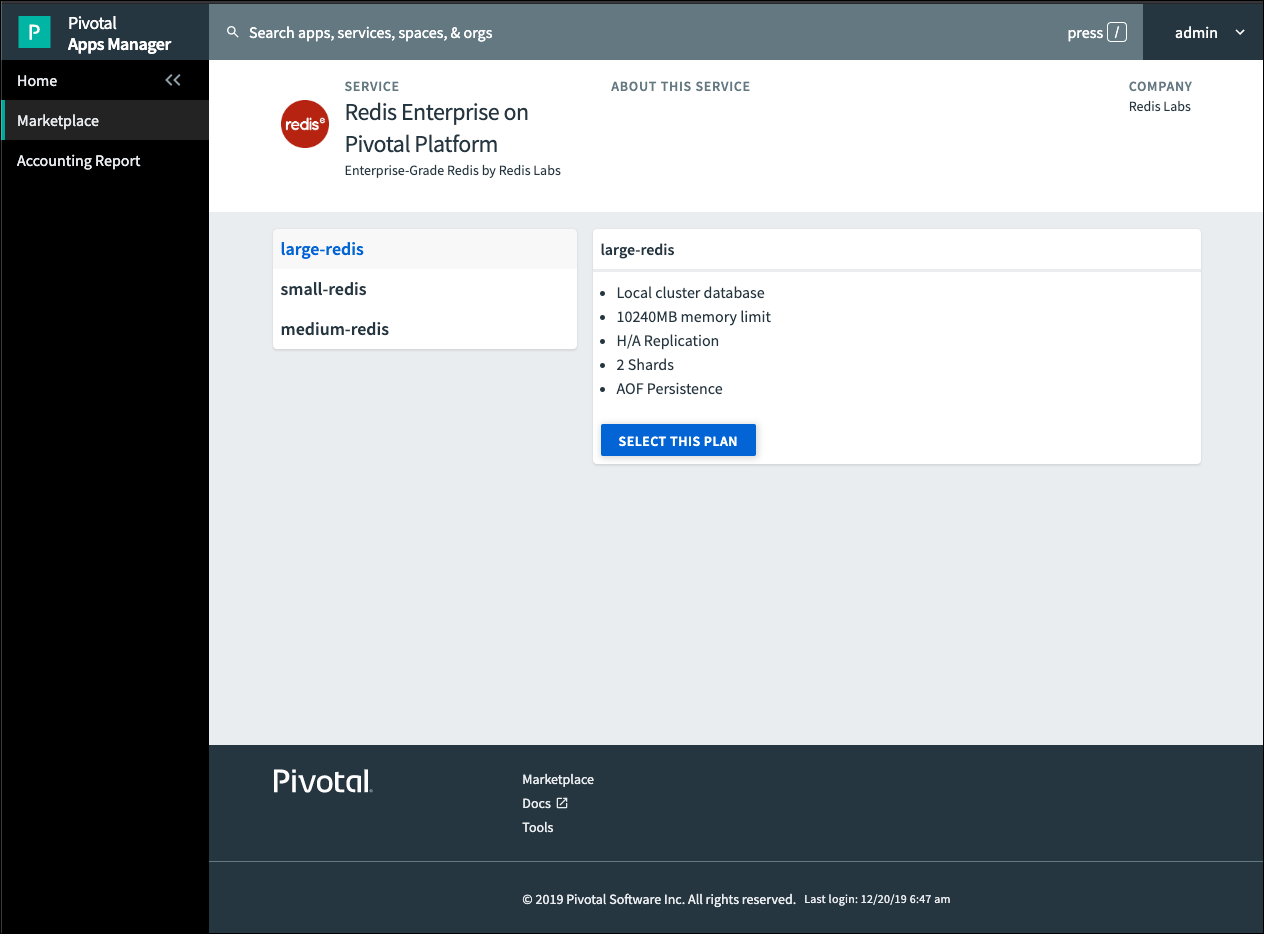 P
Pivotal
Apps Manager
Search apps, services, spaces, & orgs
press /
admin
Home
Marketplace
Accounting Report
redise
SERVICE
Redis Enterprise on
Pivotal Platform
Enterprise-Grade Redis by Redis Labs
ABOUT THIS SERVICE
COMPANY
Redis Labs
large-redis
small-redis
medium-redis
large-redis
Local cluster database
10240MB memory limit
H/A Replication
2 Shards
AOF Persistence
SELECT THIS PLAN
Pivotal
Marketplace
Docs
Tools
© 2019 Pivotal Software Inc. All rights reserved. Last login: 12/20/19 6:47 am